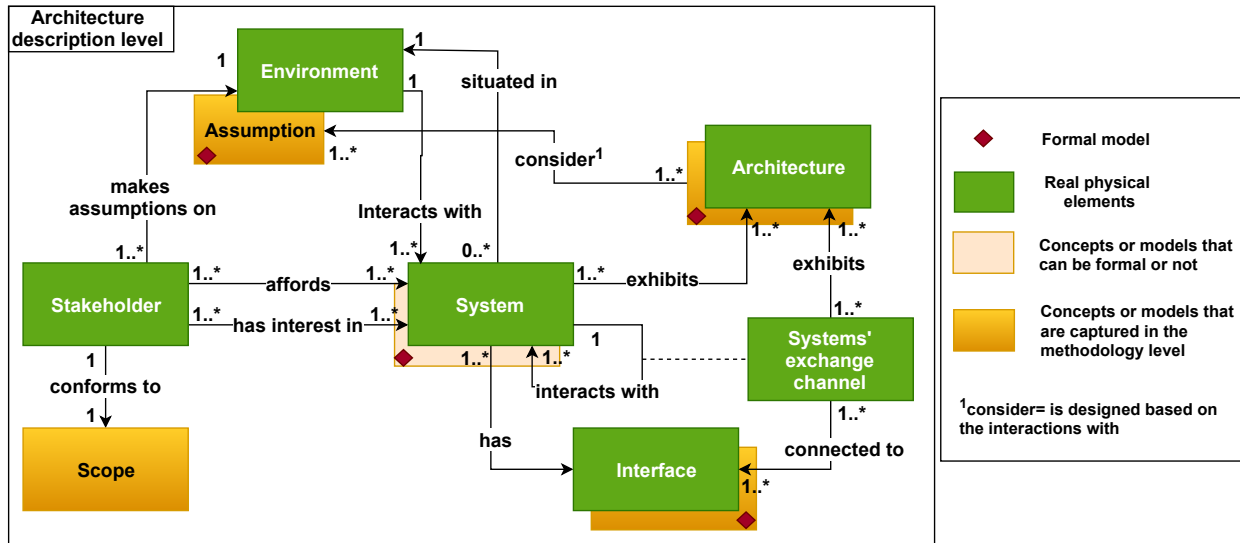 Architecture
description level
1
Environment
1
1
1
situated in
Assumption
1..*
consider1
1..*
Architecture
makes
assumptions on
Interacts with
1..*
1..*
0..*
1..*
1..*
exhibits
1..*
1..*
1..*
Stakeholder
affords
System
exhibits
1..*
has interest in
1..*
1..*
1
1
1..*
1..*
Systems'
exchange
channel
conforms to
interacts with
1..*
1
has
connected to
Scope
Interface
1..*
Formal model
Real physical
elements
Concepts or models that
can be formal or not
Concepts or models that
are captured in the
methodology level
1consider= is designed based on
the interactions with